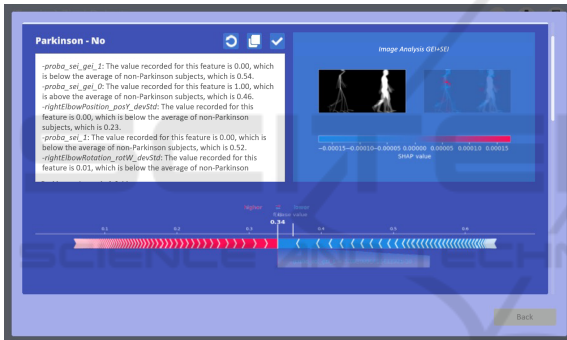 Parkinson - No
-proba_sei_gei_1: The value recorded for this feature is 0.00, which
is below the average of non-Parkinson subjects, which is 0.54.
-proba_sei_gei_0: The value recorded for this feature is 1.00, which
is above the average of non-Parkinson subjects, which is 0.46.
-rightElbowPosition_posY_devStd: The value recorded for this
feature is 0.00, which is below the average of non-Parkinson
subjects, which is 0.23.
-proba_sei_1: The value recorded for this feature is 0.00, which is
below the average of non-Parkinson subjects, which is 0.52.
-rightElbowRotation_rotW_devStd: The value recorded for this
feature is 0.01, which is below the average of non-Parkinson
Image Analysis GEI+SEI
−0.00015 −0.00010 −0.00005 0.00000 0.00005 0.00010 0.00015
SHAP value
higher lower
base value
0.34
0.1 0.2 0.3 0.4 0.5 0.6
SCIENCE AND TECH
Back